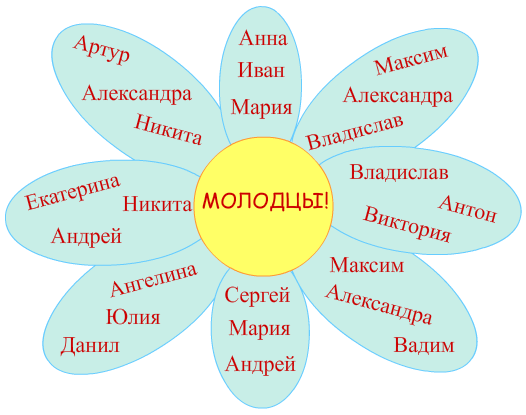 Анна
Иван
Мария
Максим
Александра
Владислав
Владислав
Антон
Виктория
Максим
Александра
Вадим
Сергей
Мария
Андрей
Ангелина
Юлия
Данил
Екатерина
Никита
Андрей
Артур
Александра
Никита
МОЛОДЦЫ!